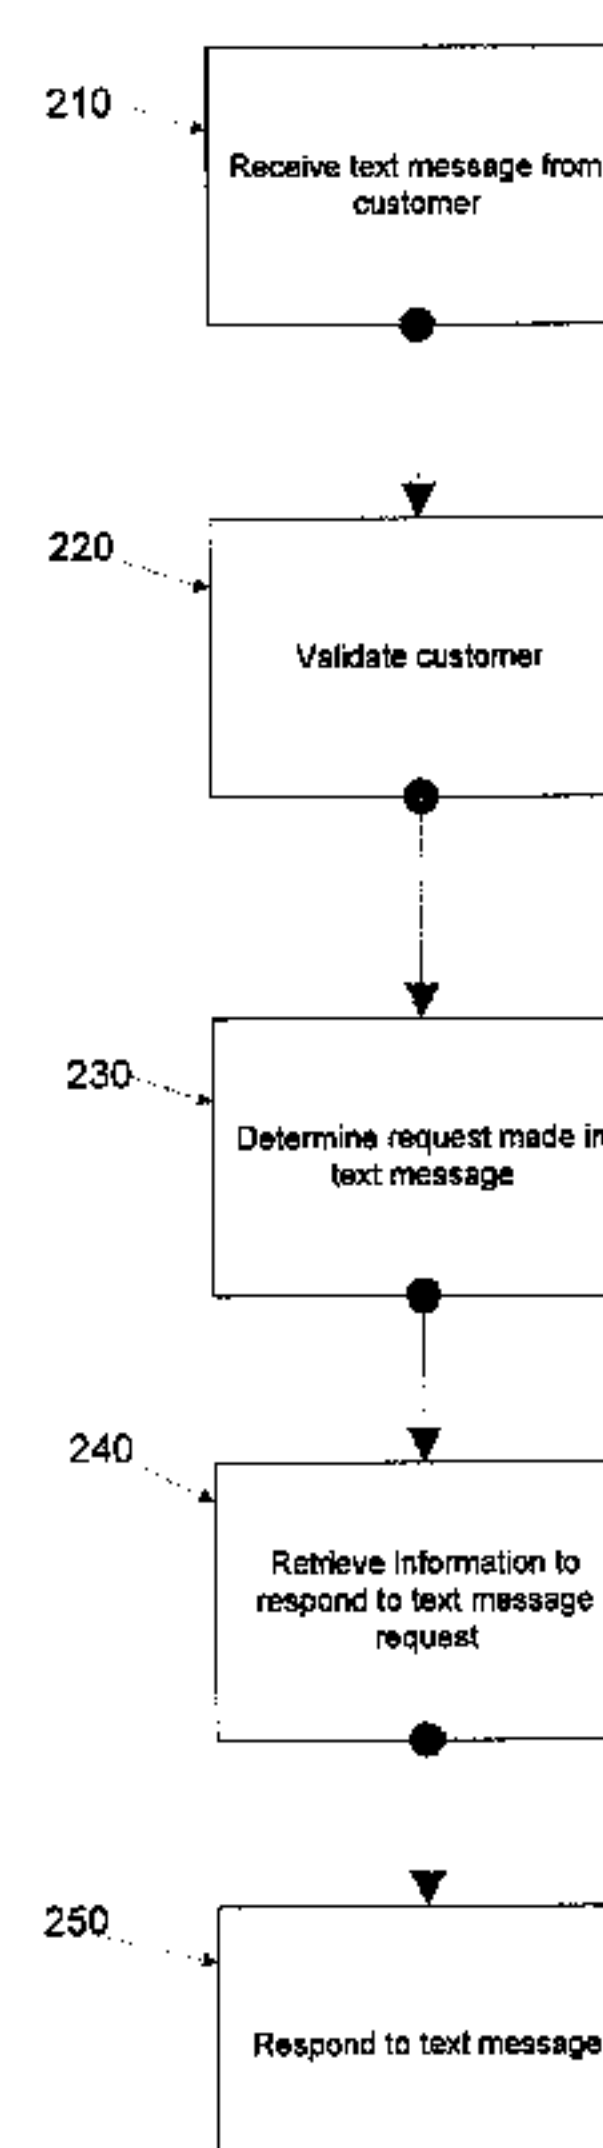 210
Receive text message from
customer
220
Validate customer
230
Determine request made in
text message
240
Retrieve Information to
respond to text message
request
250
Respond to text message